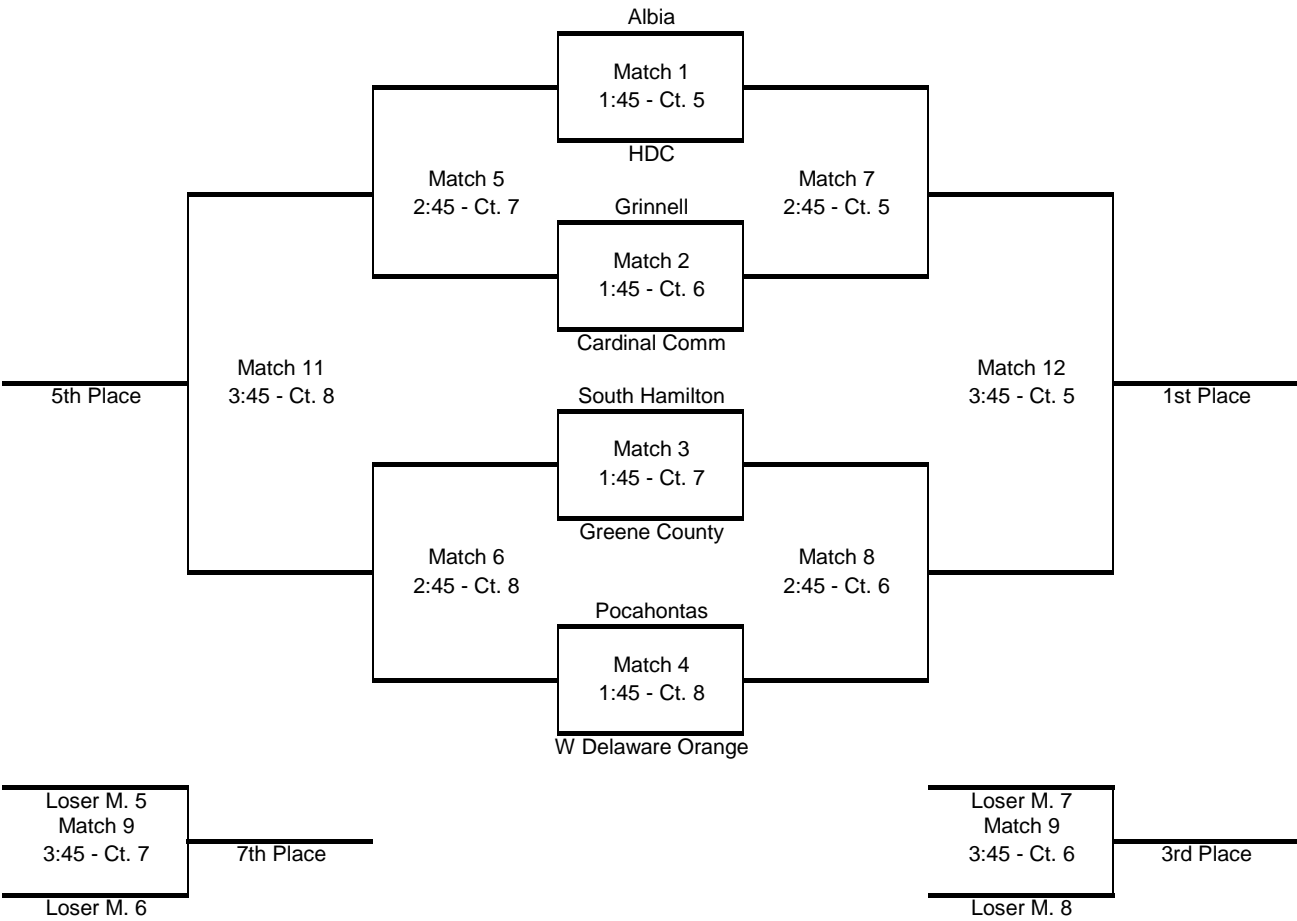 Albia
Match 1
1:45 - Ct. 5
HDC
Match 5
2:45 - Ct. 7
Match 7
2:45 - Ct. 5
Grinnell
Match 2
1:45 - Ct. 6
Cardinal Comm
Match 11
3:45 - Ct. 8
5th Place
Match 12
3:45 - Ct. 5
1st Place
South Hamilton
Match 3
1:45 - Ct. 7
Greene County
Match 6
2:45 - Ct. 8
Match 8
2:45 - Ct. 6
Pocahontas
Match 4
1:45 - Ct. 8
W Delaware Orange
Loser M. 5
Match 9
3:45 - Ct. 7
7th Place
Loser M. 6
Loser M. 7
Match 9
3:45 - Ct. 6
3rd Place
Loser M. 8